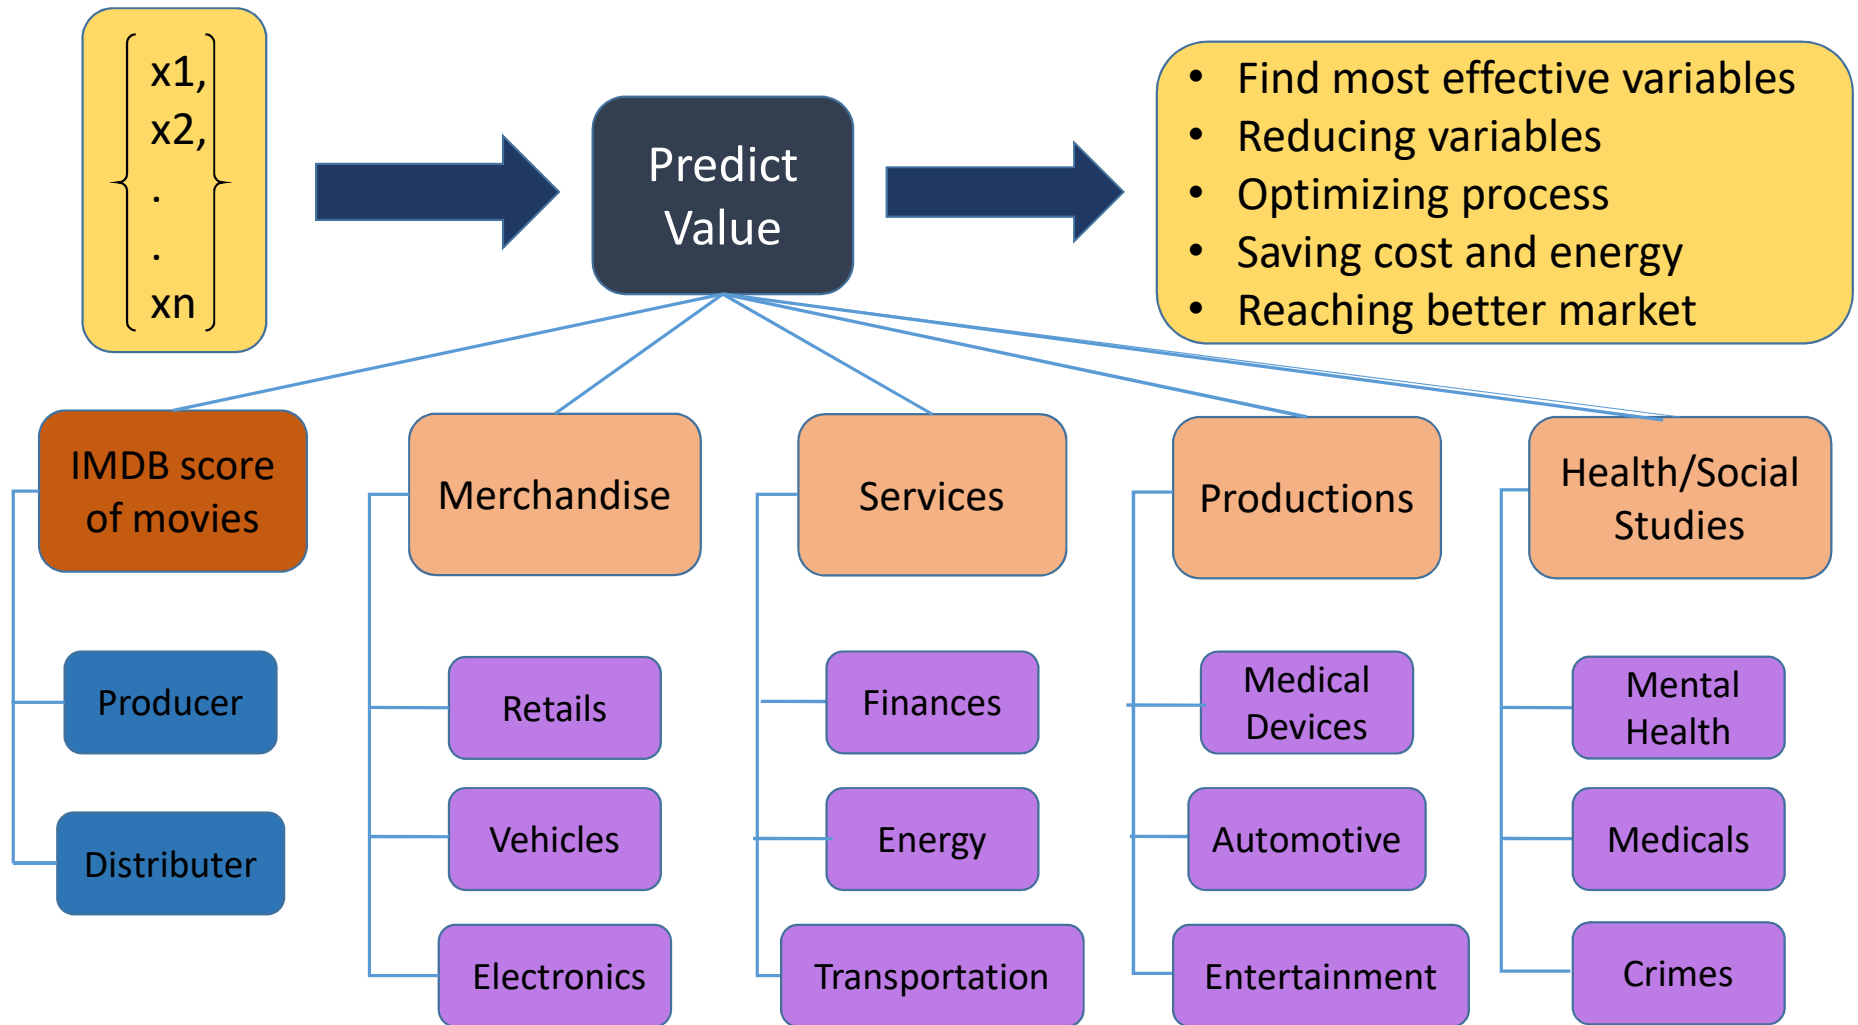 x1,
x2,
.
.
xn
Predict
Value
• Find most effective variables
• Reducing variables
• Optimizing process
• Saving cost and energy
• Reaching better market
IMDB score
of movies
Merchandise
Services
Productions
Health/Social
Studies
Producer
Distributer
Retails
Vehicles
Electronics
Finances
Energy
Transportation
Medical
Devices
Automotive
Entertainment
Mental
Health
Medicals
Crimes